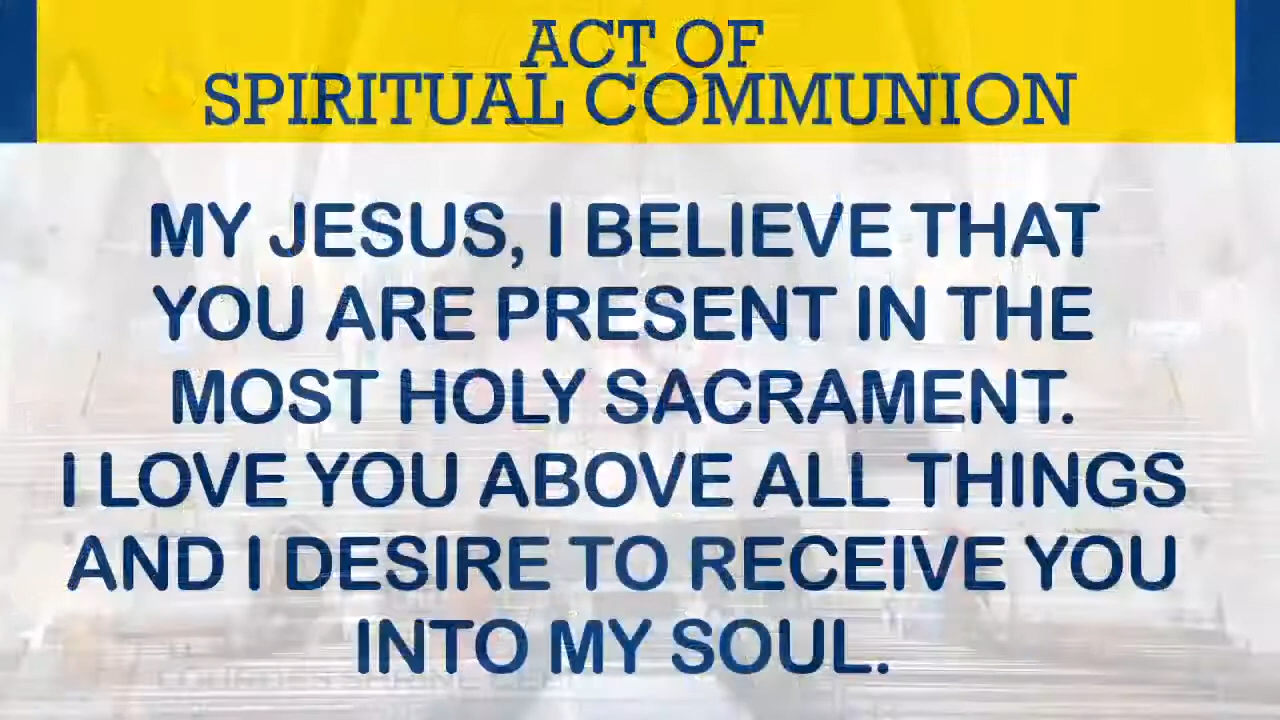 ACT OF
SPIRITUAL COMMUNION
MY JESUS, I BELIEVE THAT
YOU ARE PRESENT IN THE
MOST HOLY SACRAMENT.
I LOVE YOU ABOVE ALL THINGS
AND I DESIRE TO RECEIVE YOU
INTO MY SOUL.